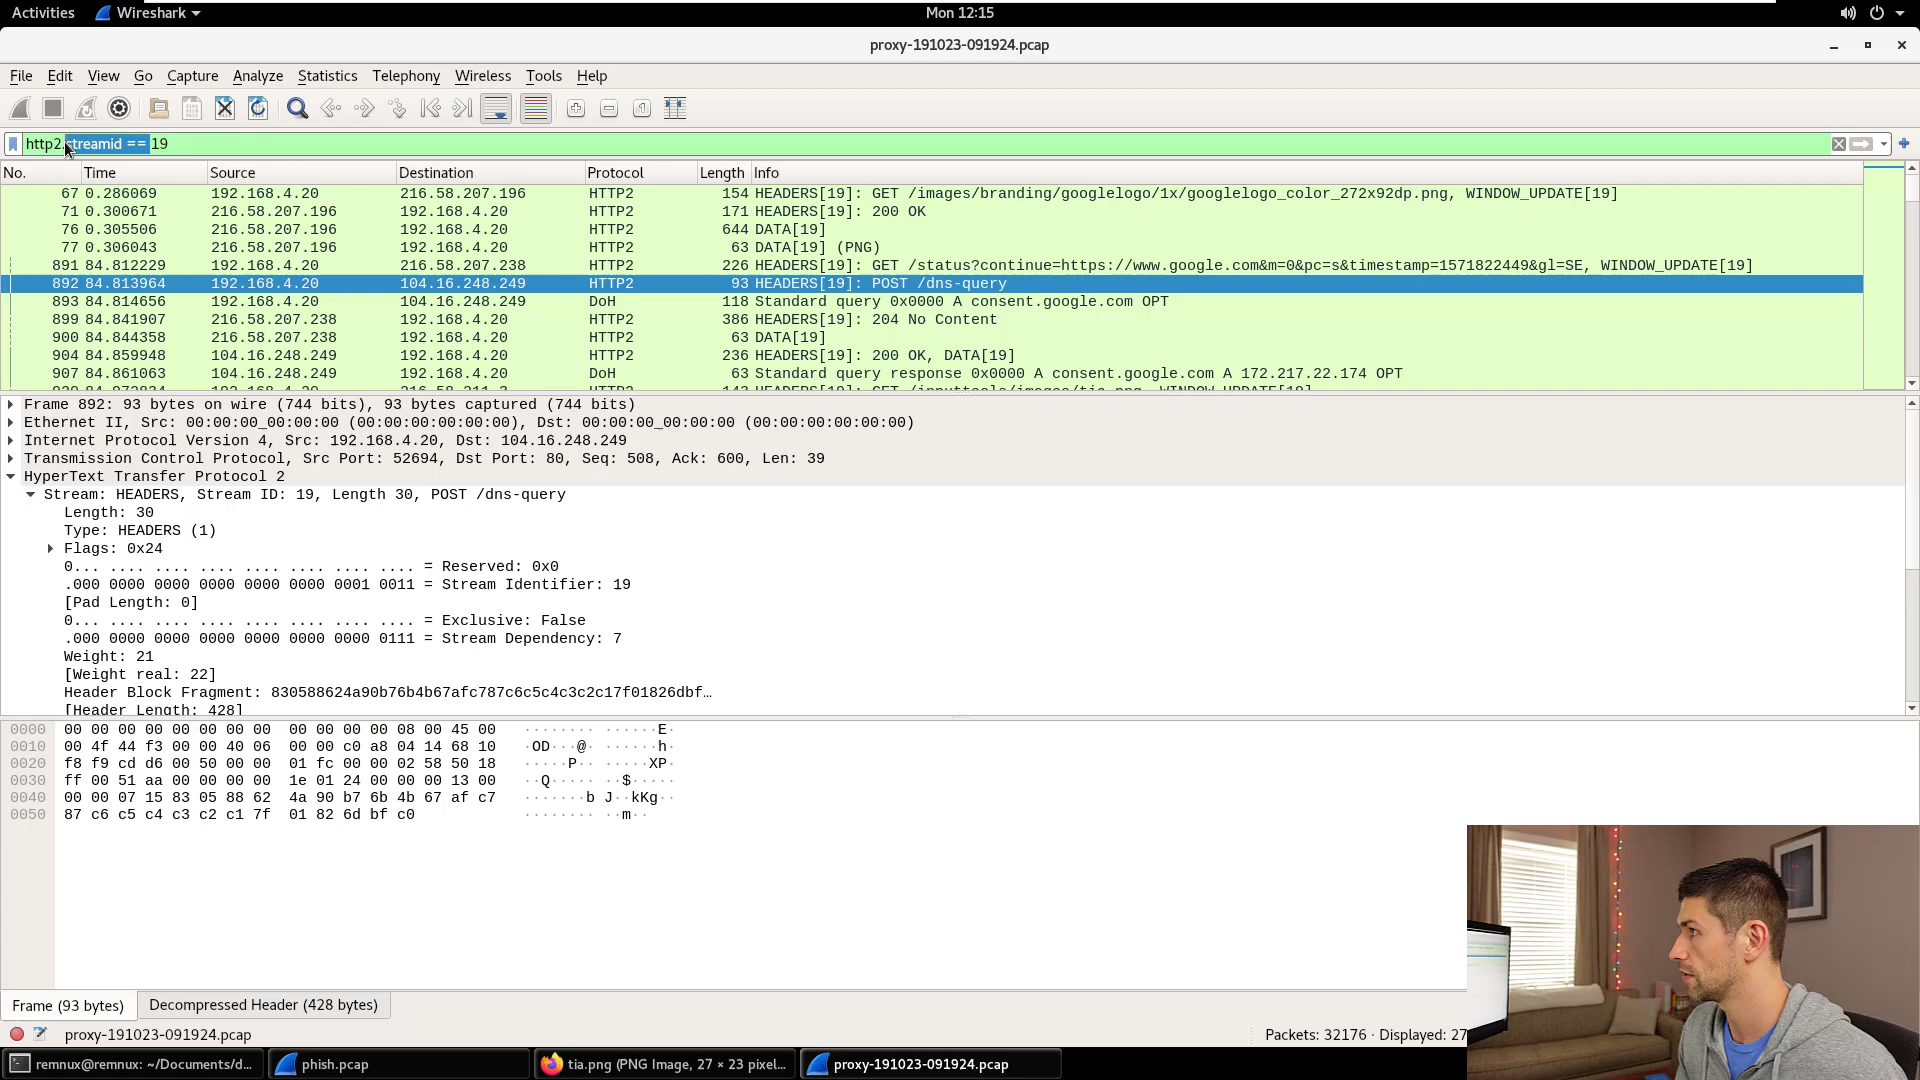 Activities Wireshark Mon 12:15
proxy-191023-091924.pcap
File Edit View Go Capture Analyze Statistics Telephony Wireless Tools Help
http2.streamid == 19
No. Time Source Destination Protocol Length Info
67 0.286069 192.168.4.20 216.58.207.196 HTTP2 154 HEADERS[19]: GET /images/branding/googlelogo/1x/googlelogo_color_272x92dp.png, WINDOW_UPDATE[19]
71 0.300671 216.58.207.196 192.168.4.20 HTTP2 171 HEADERS[19]: 200 OK
76 0.305506 216.58.207.196 192.168.4.20 HTTP2 644 DATA[19]
77 0.306043 216.58.207.196 192.168.4.20 HTTP2 63 DATA[19] (PNG)
891 84.812229 192.168.4.20 216.58.207.238 HTTP2 226 HEADERS[19]: GET /status?continue=https://www.google.com&m=0&pc=s&timestamp=1571822449&gl=SE, WINDOW_UPDATE[19]
892 84.813964 192.168.4.20 104.16.248.249 HTTP2 93 HEADERS[19]: POST /dns-query
893 84.814656 192.168.4.20 104.16.248.249 DoH 118 Standard query 0x0000 A consent.google.com OPT
899 84.841907 216.58.207.238 192.168.4.20 HTTP2 386 HEADERS[19]: 204 No Content
900 84.844358 216.58.207.238 192.168.4.20 HTTP2 63 DATA[19]
904 84.859948 104.16.248.249 192.168.4.20 HTTP2 236 HEADERS[19]: 200 OK, DATA[19]
907 84.861063 104.16.248.249 192.168.4.20 DoH 63 Standard query response 0x0000 A consent.google.com A 172.217.22.174 OPT
Frame 892: 93 bytes on wire (744 bits), 93 bytes captured (744 bits)
Ethernet II, Src: 00:00:00_00:00:00 (00:00:00:00:00:00), Dst: 00:00:00_00:00:00 (00:00:00:00:00:00)
Internet Protocol Version 4, Src: 192.168.4.20, Dst: 104.16.248.249
Transmission Control Protocol, Src Port: 52694, Dst Port: 80, Seq: 508, Ack: 600, Len: 39
HyperText Transfer Protocol 2
Stream: HEADERS, Stream ID: 19, Length 30, POST /dns-query
Length: 30
Type: HEADERS (1)
Flags: 0x24
0... .... .... .... .... .... .... .... = Reserved: 0x0
.000 0000 0000 0000 0000 0000 0001 0011 = Stream Identifier: 19
[Pad Length: 0]
0... .... .... .... .... .... .... .... = Exclusive: False
.000 0000 0000 0000 0000 0000 0000 0111 = Stream Dependency: 7
Weight: 21
[Weight real: 22]
Header Block Fragment: 830588624a90b76b4b67afc787c6c5c4c3c2c17f01826dbf…
[Header Length: 428]
0000 00 00 00 00 00 00 00 00 00 00 00 00 08 00 45 00 ········ ······E·
0010 00 4f 44 f3 00 00 40 06 00 00 c0 a8 04 14 68 10 ·OD···@· ······h·
0020 f8 f9 cd d6 00 50 00 00 01 fc 00 00 02 58 50 18 ·····P·· ·····XP·
0030 ff 00 51 aa 00 00 00 00 1e 01 24 00 00 00 13 00 ··Q····· ··$·····
0040 00 00 07 15 83 05 88 62 4a 90 b7 6b 4b 67 af c7 ·······b J··kKg··
0050 87 c6 c5 c4 c3 c2 c1 7f 01 82 6d bf c0 ········ ··m··
Frame (93 bytes) Decompressed Header (428 bytes)
proxy-191023-091924.pcap Packets: 32176 · Displayed: 27
remnux@remnux: ~/Documents/d… phish.pcap tia.png (PNG Image, 27 × 23 pixel… proxy-191023-091924.pcap